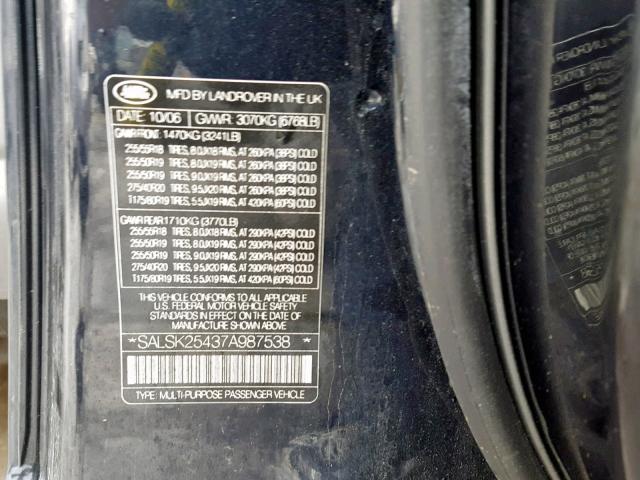 LAND ROVER
MFD BY LANDROVER IN THE UK
DATE: 10/06 GVWR: 3070KG (6768LB)
GAWR FRONT: 1470KG (3241LB)
255/55R18 TIRES, 8.0JX18 RIMS, AT 260KPA (38PSI) COLD
255/50R19 TIRES, 8.0JX19 RIMS, AT 260KPA (38PSI) COLD
255/50R19 TIRES, 9.0JX19 RIMS, AT 260KPA (38PSI) COLD
275/40R20 TIRES, 9.5JX20 RIMS, AT 260KPA (38PSI) COLD
T175/80R19 TIRES, 5.5JX19 RIMS, AT 420KPA (60PSI) COLD
GAWR REAR 1710KG (3770LB)
255/55R18 TIRES, 8.0JX18 RIMS, AT 290KPA (42PSI) COLD
255/50R19 TIRES, 8.0JX19 RIMS, AT 290KPA (42PSI) COLD
255/50R19 TIRES, 9.0JX19 RIMS, AT 290KPA (42PSI) COLD
275/40R20 TIRES, 9.5JX20 RIMS, AT 290KPA (42PSI) COLD
T175/80R19 TIRES, 5.5JX19 RIMS, AT 420KPA (60PSI) COLD
THIS VEHICLE CONFORMS TO ALL APPLICABLE
U.S. FEDERAL MOTOR VEHICLE SAFETY
STANDARDS IN EFFECT ON THE DATE OF
MANUFACTURE SHOWN ABOVE.
*SALSK25437A987538 *
TYPE: MULTI-PURPOSE PASSENGER VEHICLE